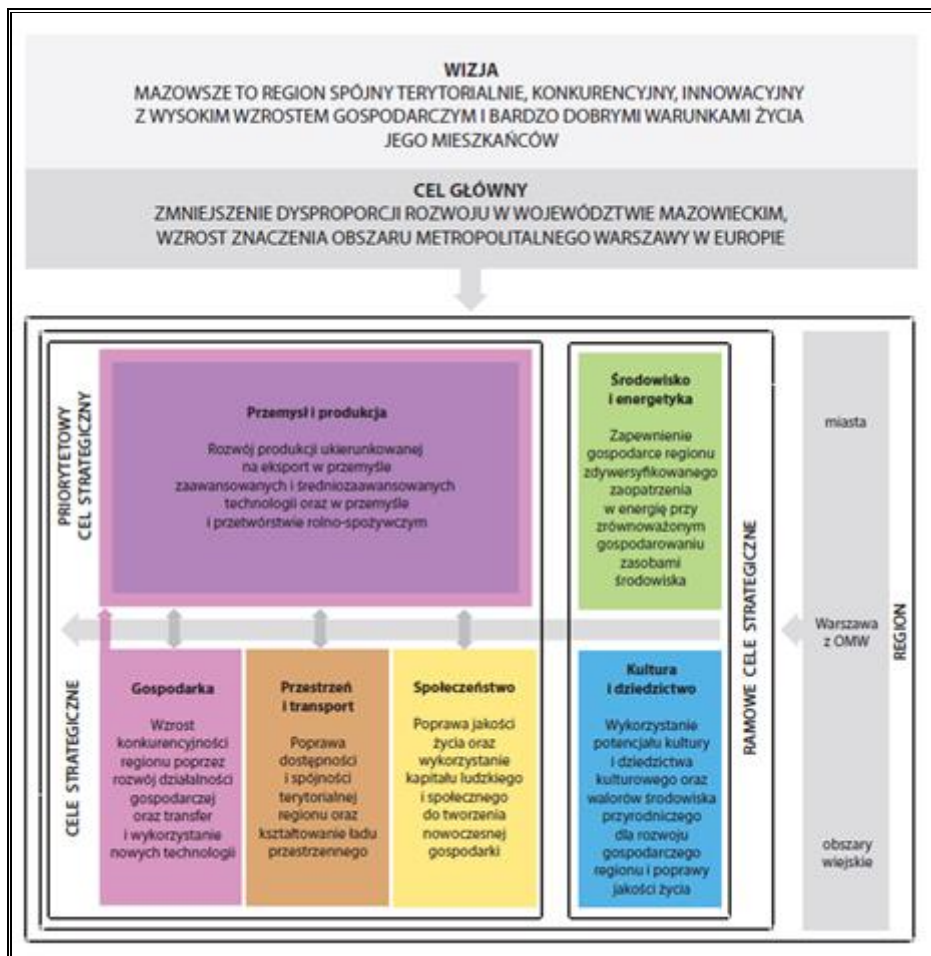 WIZJA
MAZOWSZE TO REGION SPÓJNY TERYTORIALNIE, KONKURENCYJNY, INNOWACYJNY
Z WYSOKIM WZROSTEM GOSPODARCZYM I BARDZO DOBRYMI WARUNKAMI ŻYCIA
JEGO MIESZKAŃCÓW
CEL GŁÓWNY
ZMNIEJSZENIE DYSPROPORCJI ROZWOJU W WOJEWÓDZTWIE MAZOWIECKIM,
WZROST ZNACZENIA OBSZARU METROPOLITALNEGO WARSZAWY W EUROPIE
PRIORYTETOWY
CEL STRATEGICZNY
Przemysł i produkcja
Rozwój produkcji ukierunkowanej
na eksport w przemyśle
zaawansowanych i średniozaawansowanych
technologii oraz w przemyśle
i przetwórstwie rolno-spożywczym
Środowisko
i energetyka
Zapewnienie
gospodarce regionu
zdywersyfikowanego
zaopatrzenia
w energię przy
zrównoważonym
gospodarowaniu
zasobami
środowiska
CELE STRATEGICZNE
Gospodarka
Wzrost
konkurencyjności
regionu poprzez
rozwój działalności
gospodarczej
oraz transfer
i wykorzystanie
nowych technologii
Przestrzeń
i transport
Poprawa
dostępności
i spójności
terytorialnej
regionu oraz
kształtowanie ładu
przestrzennego
Społeczeństwo
Poprawa jakości
życia oraz
wykorzystanie
kapitału ludzkiego
i społecznego
do tworzenia
nowoczesnej
gospodarki
Kultura
i dziedzictwo
Wykorzystanie
potencjału kultury
i dziedzictwa
kulturowego oraz
walorów środowiska
przyrodniczego
dla rozwoju
gospodarczego
regionu i poprawy
jakości życia
RAMOWE CELE STRATEGICZNE
miasta
Warszawa
z OMW
obszary
wiejskie
REGION